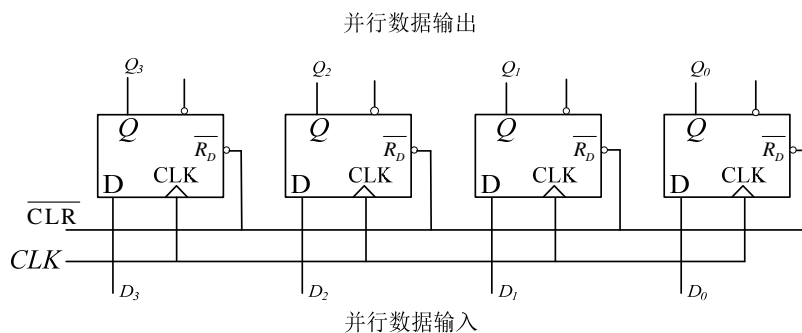 并行数据输出
Q3 Q2 Q1 Q0
Q Q Q Q
R̅D̅ R̅D̅ R̅D̅ R̅D̅
D CLK D CLK D CLK D CLK
C̅L̅R̅
CLK
D3 D2 D1 D0
并行数据输入